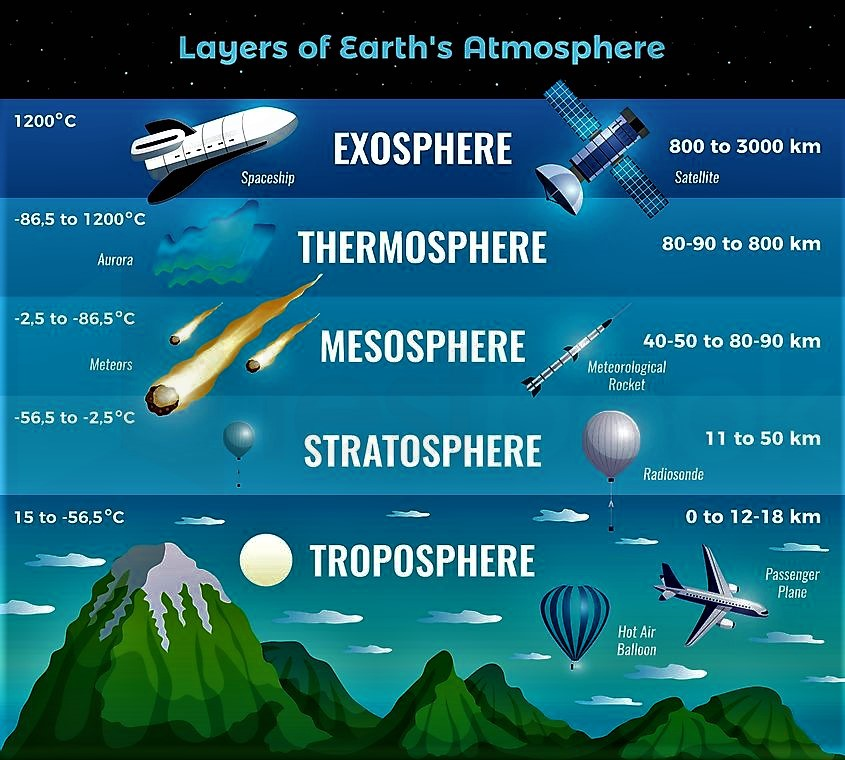 Layers of Earth's Atmosphere
1200°C
EXOSPHERE
800 to 3000 km
Spaceship
Satellite
-86,5 to 1200°C
Aurora
THERMOSPHERE
80-90 to 800 km
-2,5 to -86,5°C
Meteors
MESOSPHERE
40-50 to 80-90 km
Meteorological
Rocket
-56,5 to -2,5°C
STRATOSPHERE
11 to 50 km
Radiosonde
15 to -56,5°C
0 to 12-18 km
TROPOSPHERE
Passenger
Plane
Hot Air
Balloon